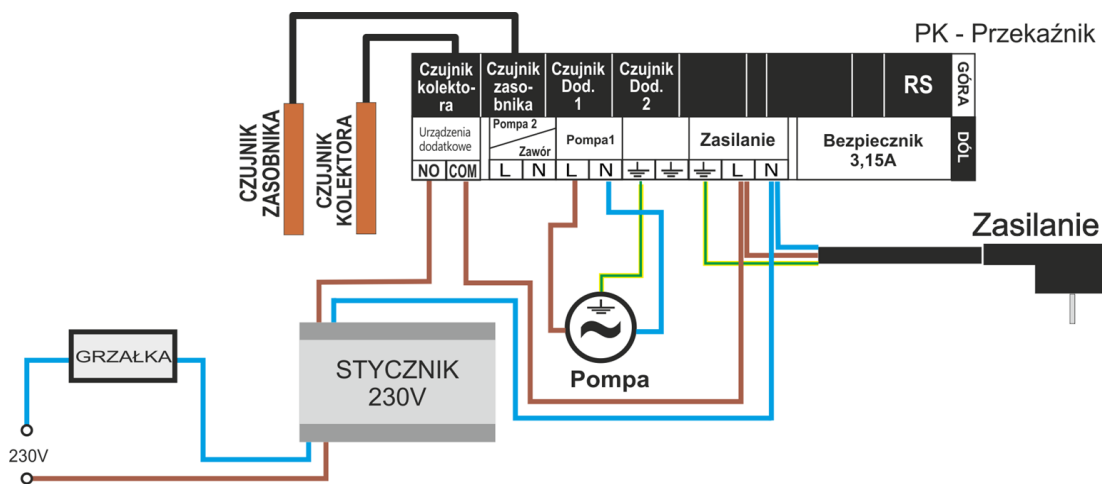 PK - Przekaźnik
Czujnik
kolekto-
ra
Czujnik
zaso-
bnika
Czujnik
Dod.
1
Czujnik
Dod.
2
RS
GÓRA
Urządzenia
dodatkowe
Pompa 2
Zawór
Pompa1
Zasilanie
Bezpiecznik
3,15A
DÓL
NO COM L N L N L N
CZUJNIK
ZASOBNIKA
CZUJNIK
KOLEKTORA
Zasilanie
Pompa
GRZAŁKA
STYCZNIK
230V
230V